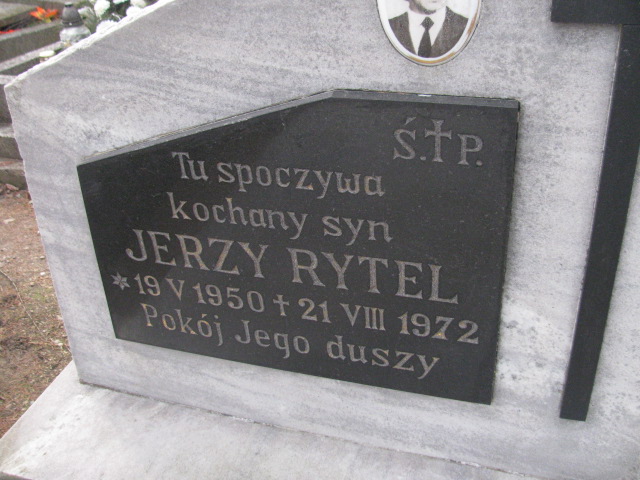 Ś.†P.
Tu spoczywa
kochany syn
JERZY RYTEL
* 19 V 1950 † 21 VIII 1972
Pokój Jego duszy